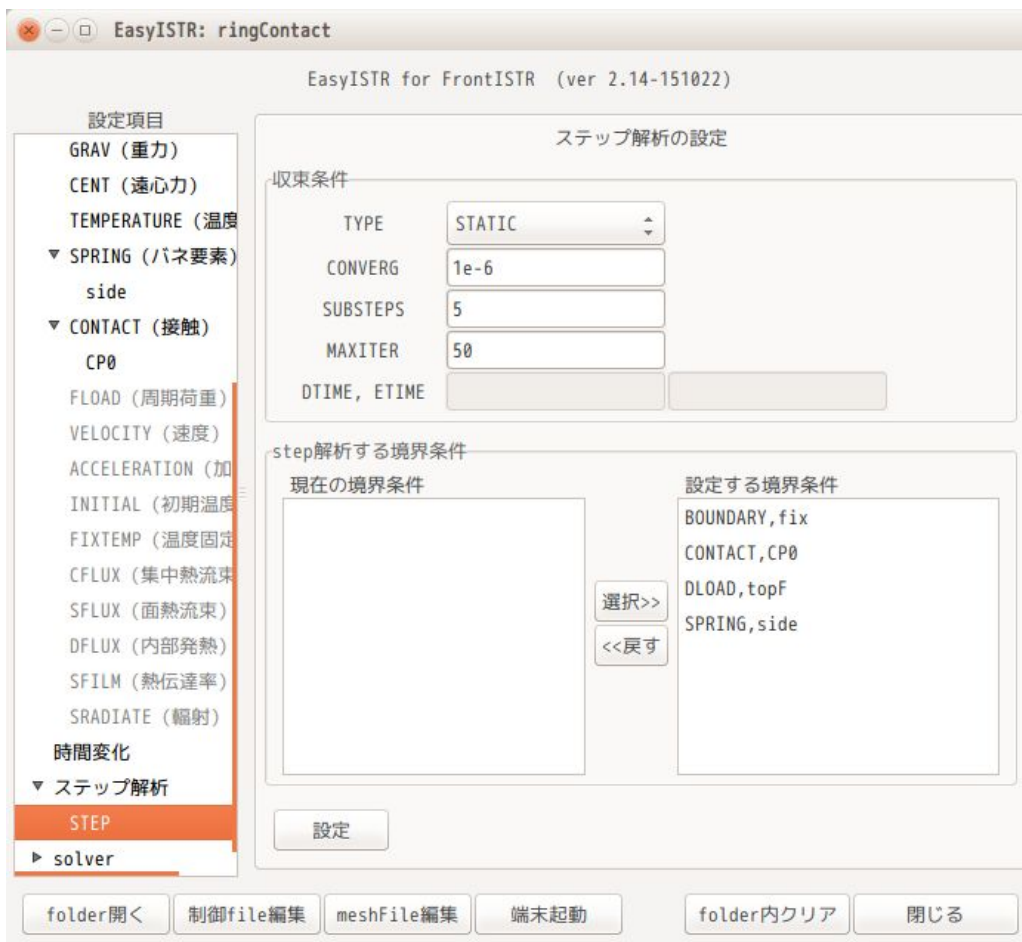 EasyISTR: ringContact
EasyISTR for FrontISTR (ver 2.14-151022)
設定項目
GRAV (重力)
CENT (遠心力)
TEMPERATURE (温度
▼ SPRING (バネ要素)
side
▼ CONTACT (接触)
CP0
FLOAD (周期荷重)
VELOCITY (速度)
ACCELERATION (加
INITIAL (初期温度
FIXTEMP (温度固定
CFLUX (集中熱流束
SFLUX (面熱流束)
DFLUX (内部発熱)
SFILM (熱伝達率)
SRADIATE (輻射)
時間変化
▼ ステップ解析
STEP
▶ solver
ステップ解析の設定
収束条件
TYPE STATIC
CONVERG 1e-6
SUBSTEPS 5
MAXITER 50
DTIME, ETIME
step解析する境界条件
現在の境界条件
選択>>
<<戻す
設定する境界条件
BOUNDARY,fix
CONTACT,CP0
DLOAD,topF
SPRING,side
設定
folder開く 制御file編集 meshFile編集 端末起動 folder内クリア 閉じる